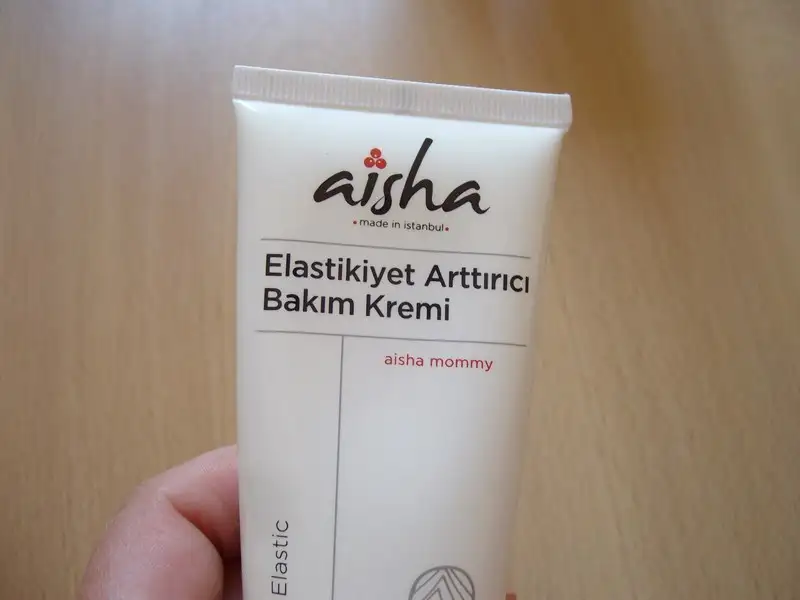 aisha
•made in istanbul•
Elastikiyet Arttırıcı
Bakım Kremi
aisha mommy
Elastic